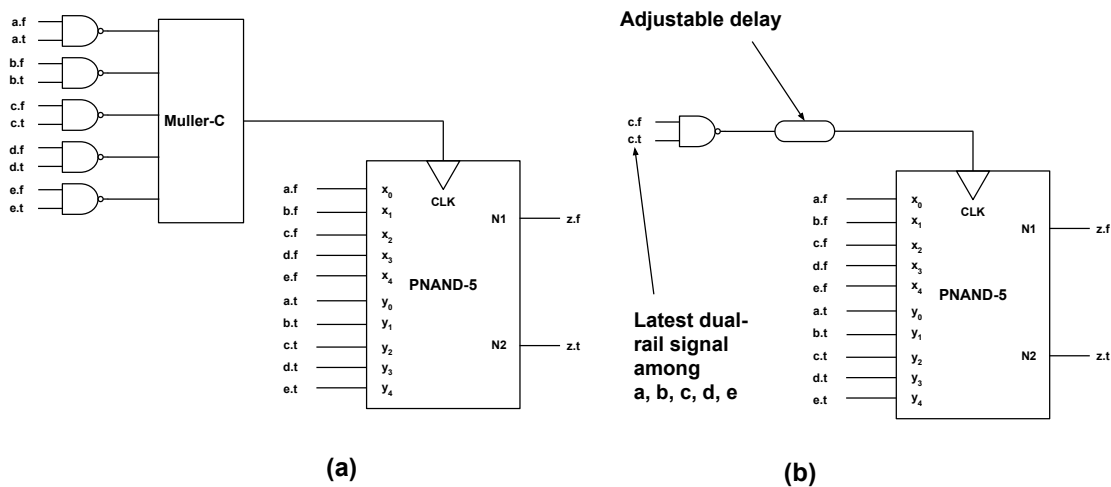 a.f
a.t
b.f
b.t
c.f
c.t
d.f
d.t
e.f
e.t
Muller-C
CLK
a.f
b.f
c.f
d.f
e.f
a.t
b.t
c.t
d.t
e.t
x0
x1
x2
x3
x4
y0
y1
y2
y3
y4
PNAND-5
N1
N2
z.f
z.t
(a)
Adjustable delay
c.f
c.t
Latest dual-
rail signal
among
a, b, c, d, e
CLK
a.f
b.f
c.f
d.f
e.f
a.t
b.t
c.t
d.t
e.t
x0
x1
x2
x3
x4
y0
y1
y2
y3
y4
PNAND-5
N1
N2
z.f
z.t
(b)